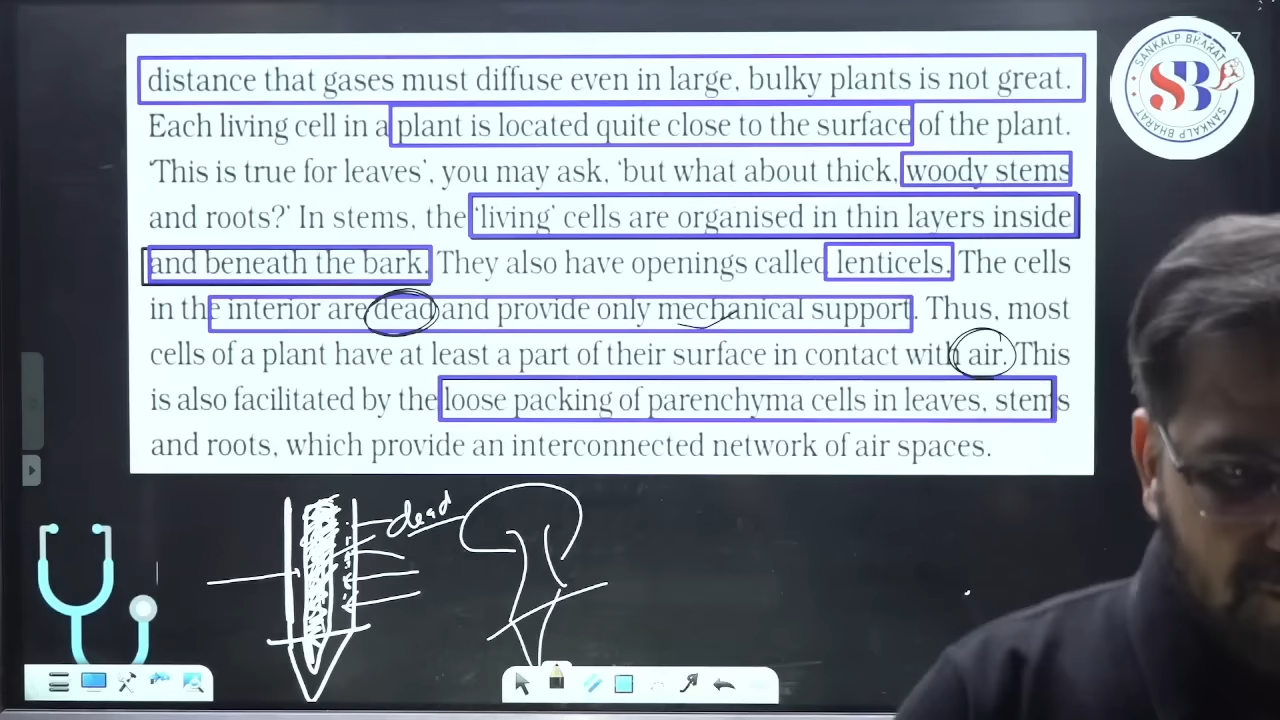 distance that gases must diffuse even in large, bulky plants is not great.
Each living cell in a plant is located quite close to the surface of the plant.
‘This is true for leaves’, you may ask, ‘but what about thick, woody stems
and roots?’ In stems, the ‘living’ cells are organised in thin layers inside
and beneath the bark. They also have openings called lenticels. The cells
in the interior are dead and provide only mechanical support. Thus, most
cells of a plant have at least a part of their surface in contact with air. This
is also facilitated by the loose packing of parenchyma cells in leaves, stems
and roots, which provide an interconnected network of air spaces.
dead
SANKALP BHARAT
SB
SANKALP BHARAT